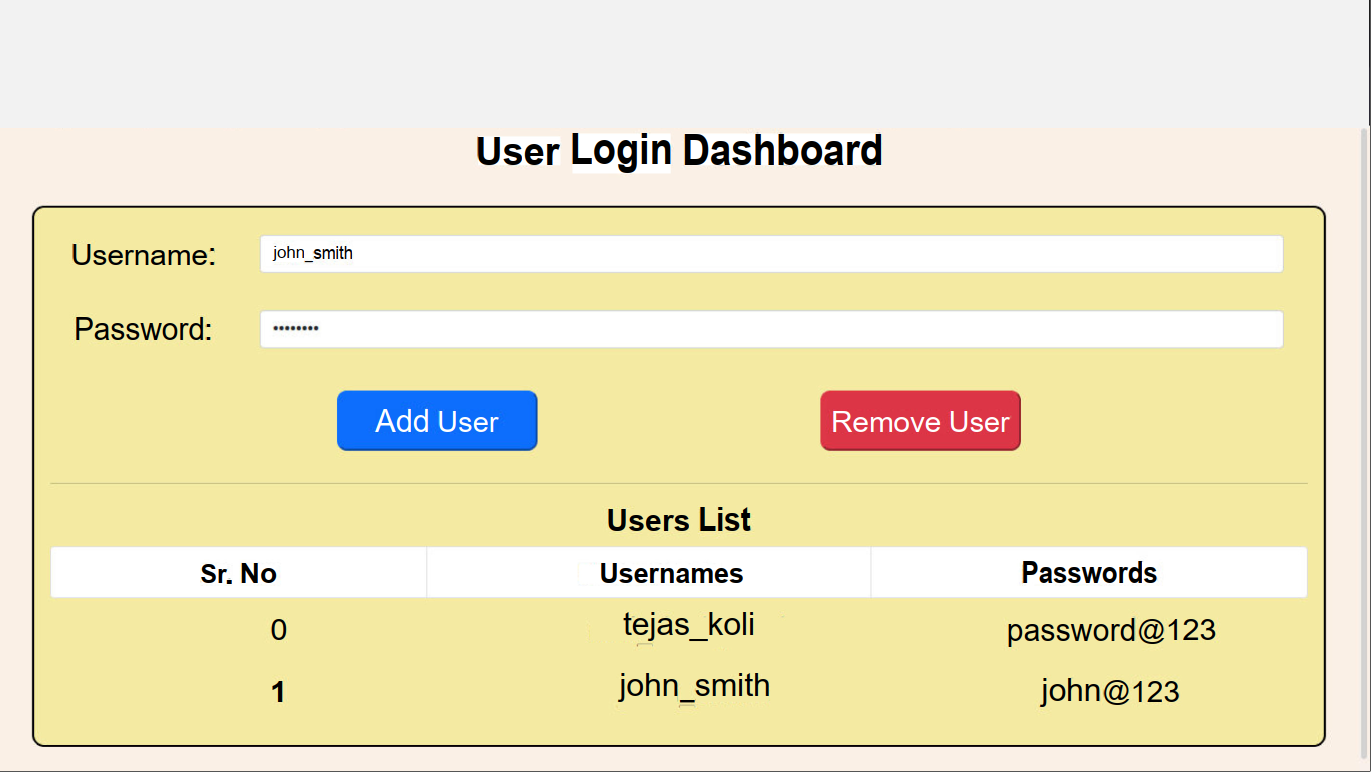 User Login Dashboard
Username: john_smith
Password: ••••••••
Add User Remove User
Users List
Sr. No Usernames Passwords
0 tejas_koli password@123
1 john_smith john@123